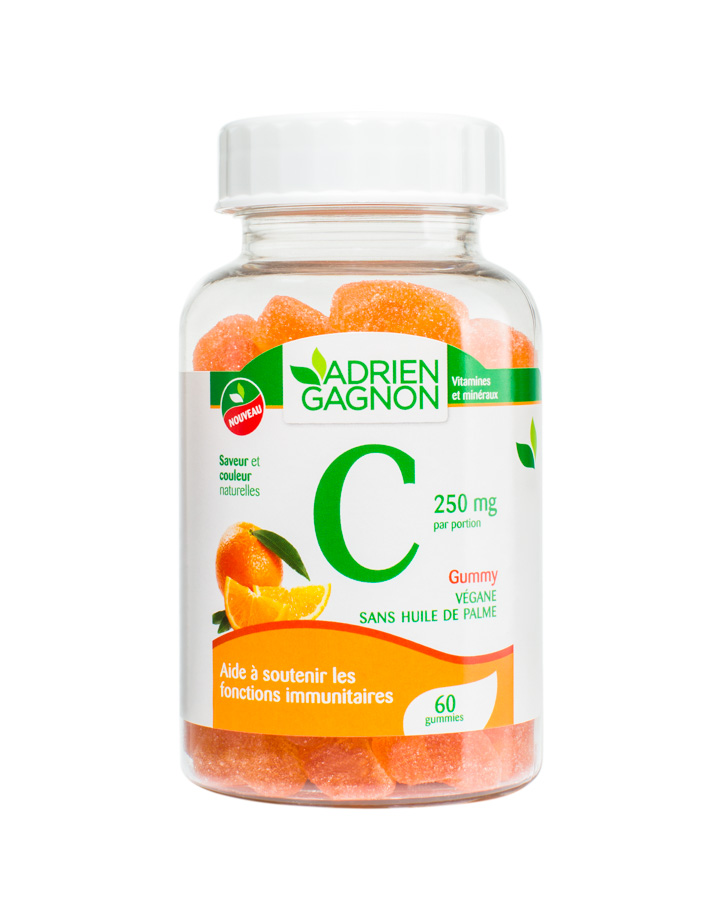 ADRIEN
GAGNON
Vitamines
et minéraux
NOUVEAU
Saveur et
couleur
naturelles
C
250 mg
par portion
Gummy
VÉGANE
SANS HUILE DE PALME
Aide à soutenir les
fonctions immunitaires
60
gummies